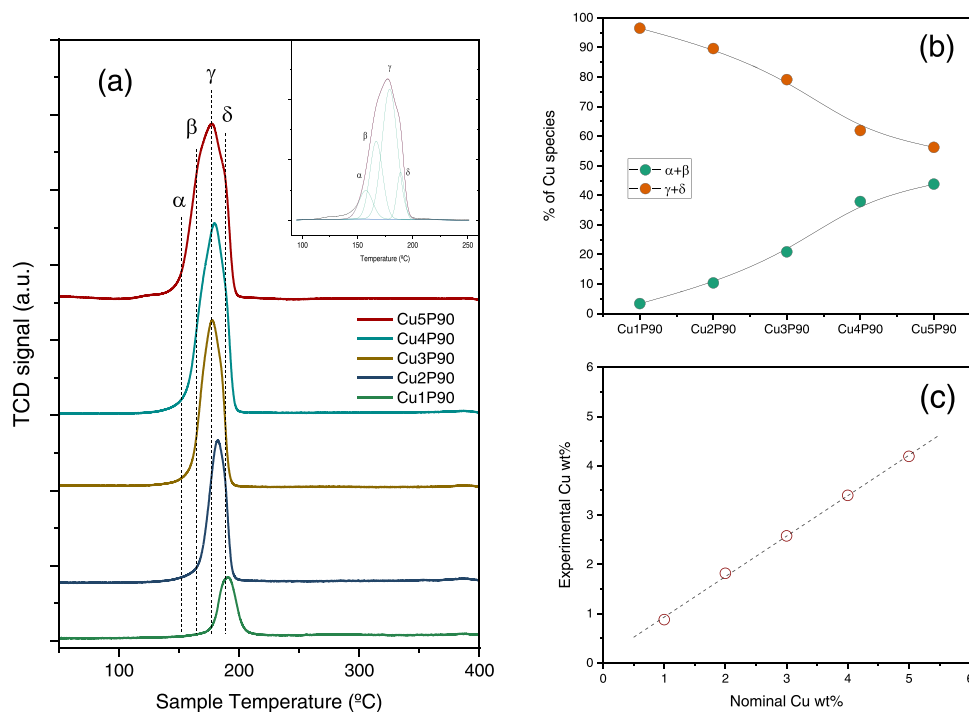 (a)
TCD signal (a.u.)
α
β
γ
δ
Cu5P90
Cu4P90
Cu3P90
Cu2P90
Cu1P90
100
200
300
400
Sample Temperature (ºC)
α
β
γ
δ
100
150
200
250
Temperature (ºC)
(b)
% of Cu species
100
90
80
70
60
50
40
30
20
10
0
α+β
γ+δ
Cu1P90
Cu2P90
Cu3P90
Cu4P90
Cu5P90
(c)
Experimental Cu wt%
6
5
4
3
2
1
0
0
1
2
3
4
5
6
Nominal Cu wt%